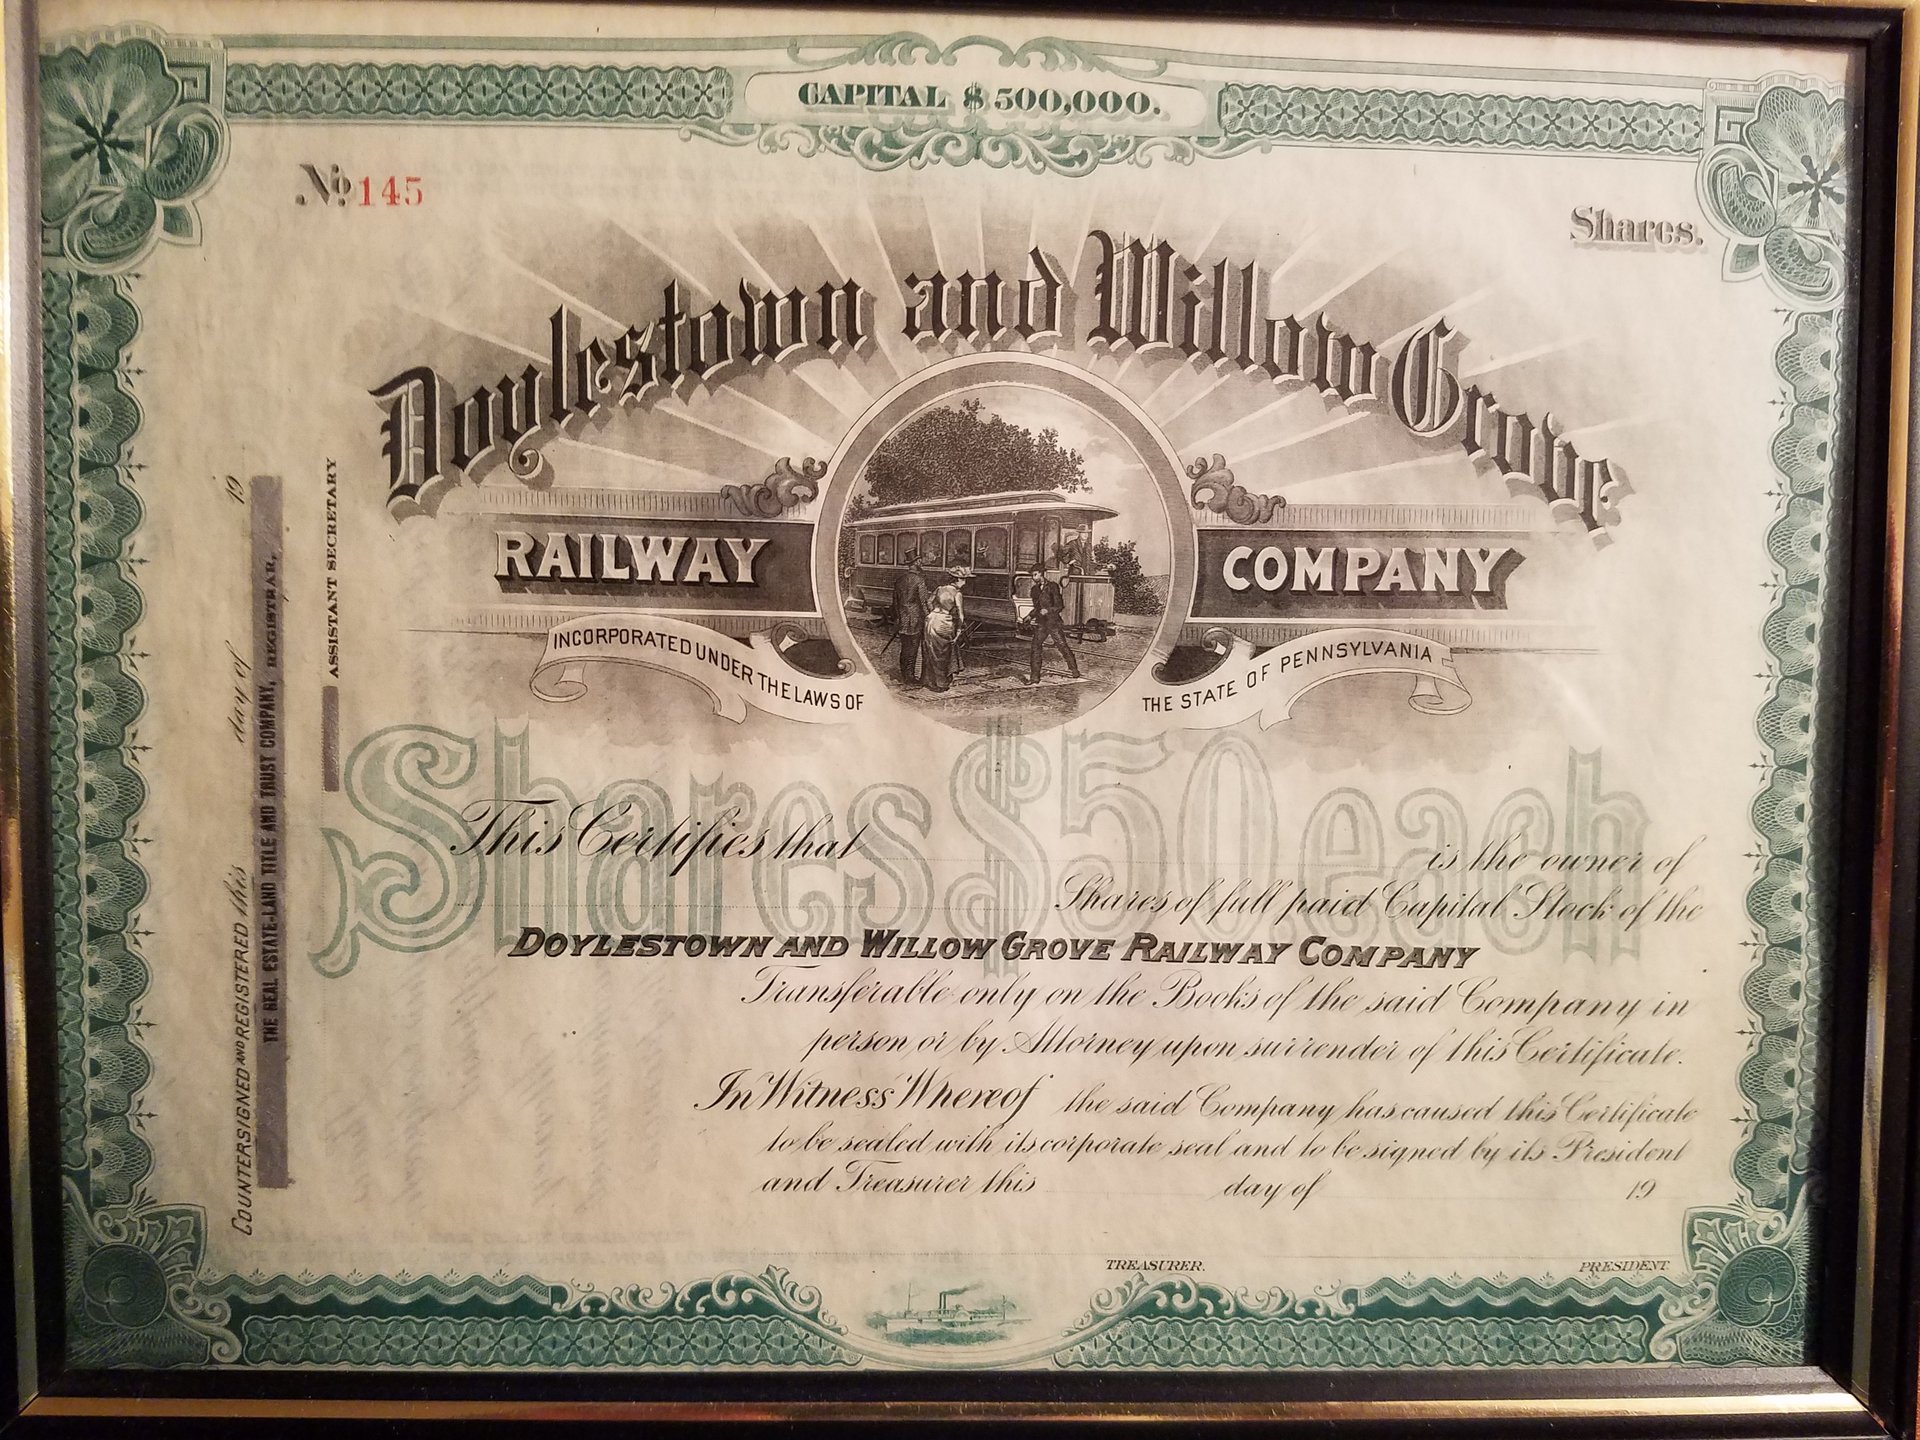 CAPITAL $500,000.
No. 145
Shares.
Doylestown and Willow Grove
RAILWAY COMPANY
INCORPORATED UNDER THE LAWS OF THE STATE OF PENNSYLVANIA
Shares $50 each
This Certifies that is the owner of
Shares of full paid Capital Stock of the
DOYLESTOWN AND WILLOW GROVE RAILWAY COMPANY
Transferable only on the Books of the said Company in
person or by Attorney upon surrender of this Certificate.
In Witness Whereof the said Company has caused this Certificate
to be sealed with its corporate seal and to be signed by its President
and Treasurer this day of 19
TREASURER. PRESIDENT
COUNTERSIGNED AND REGISTERED this day of 19
THE REAL ESTATE-LAND TITLE AND TRUST COMPANY, REGISTRAR,
ASSISTANT SECRETARY